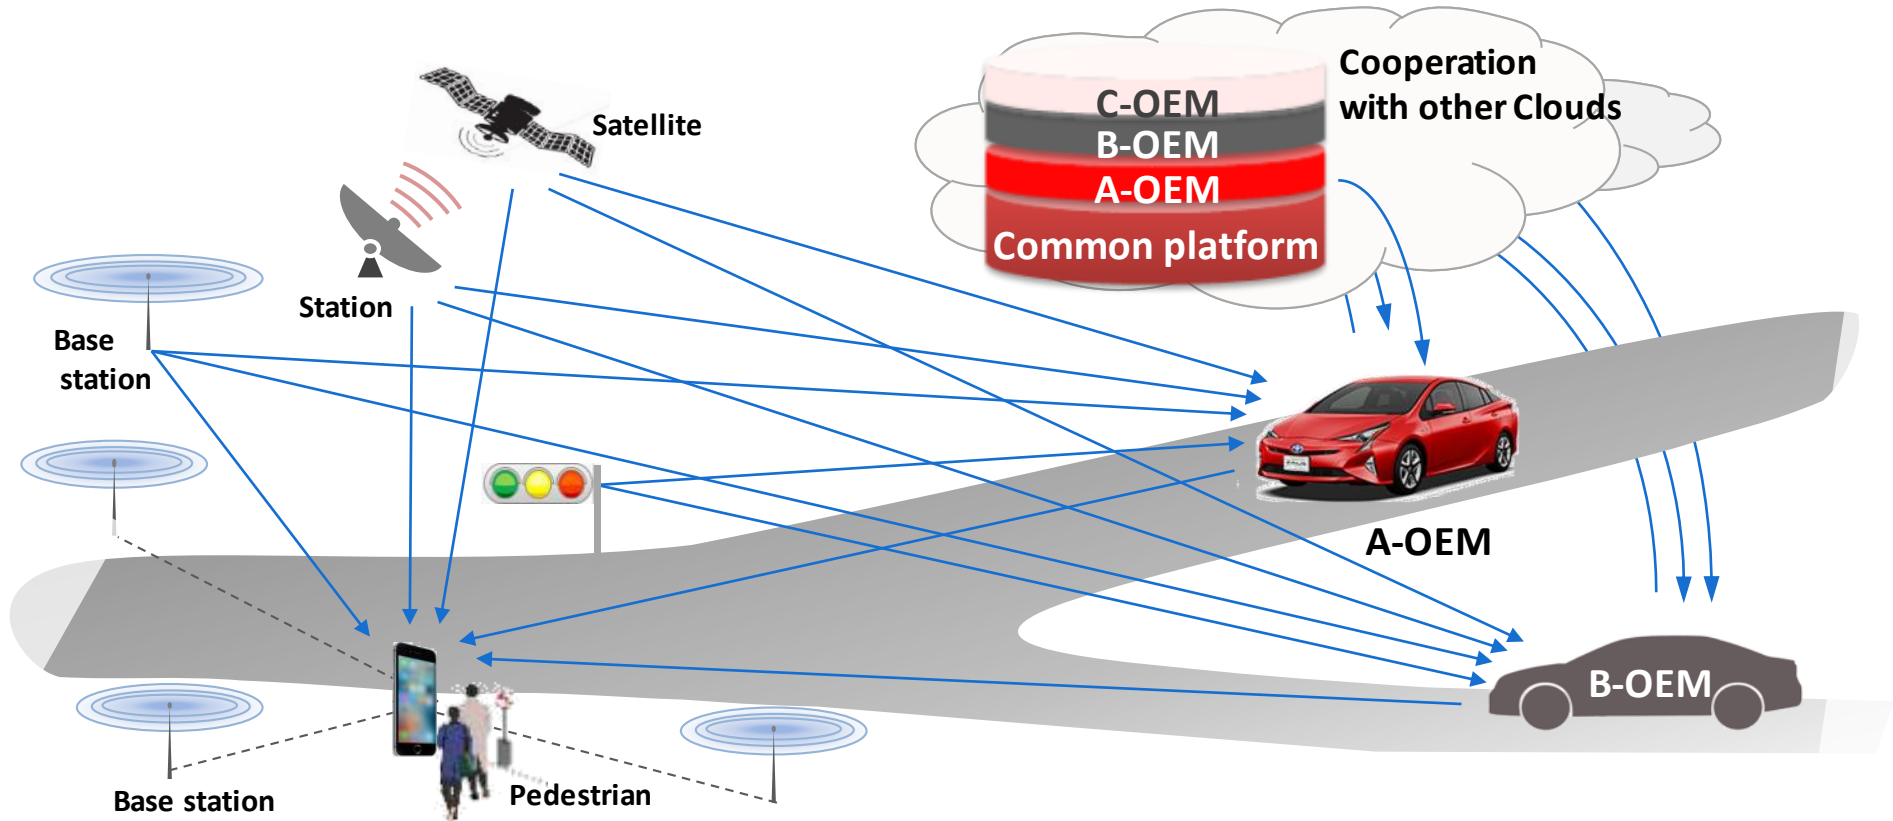 Cooperation
with other Clouds
C-OEM
B-OEM
A-OEM
Common platform
Satellite
Station
Base
station
A-OEM
B-OEM
Base station
Pedestrian